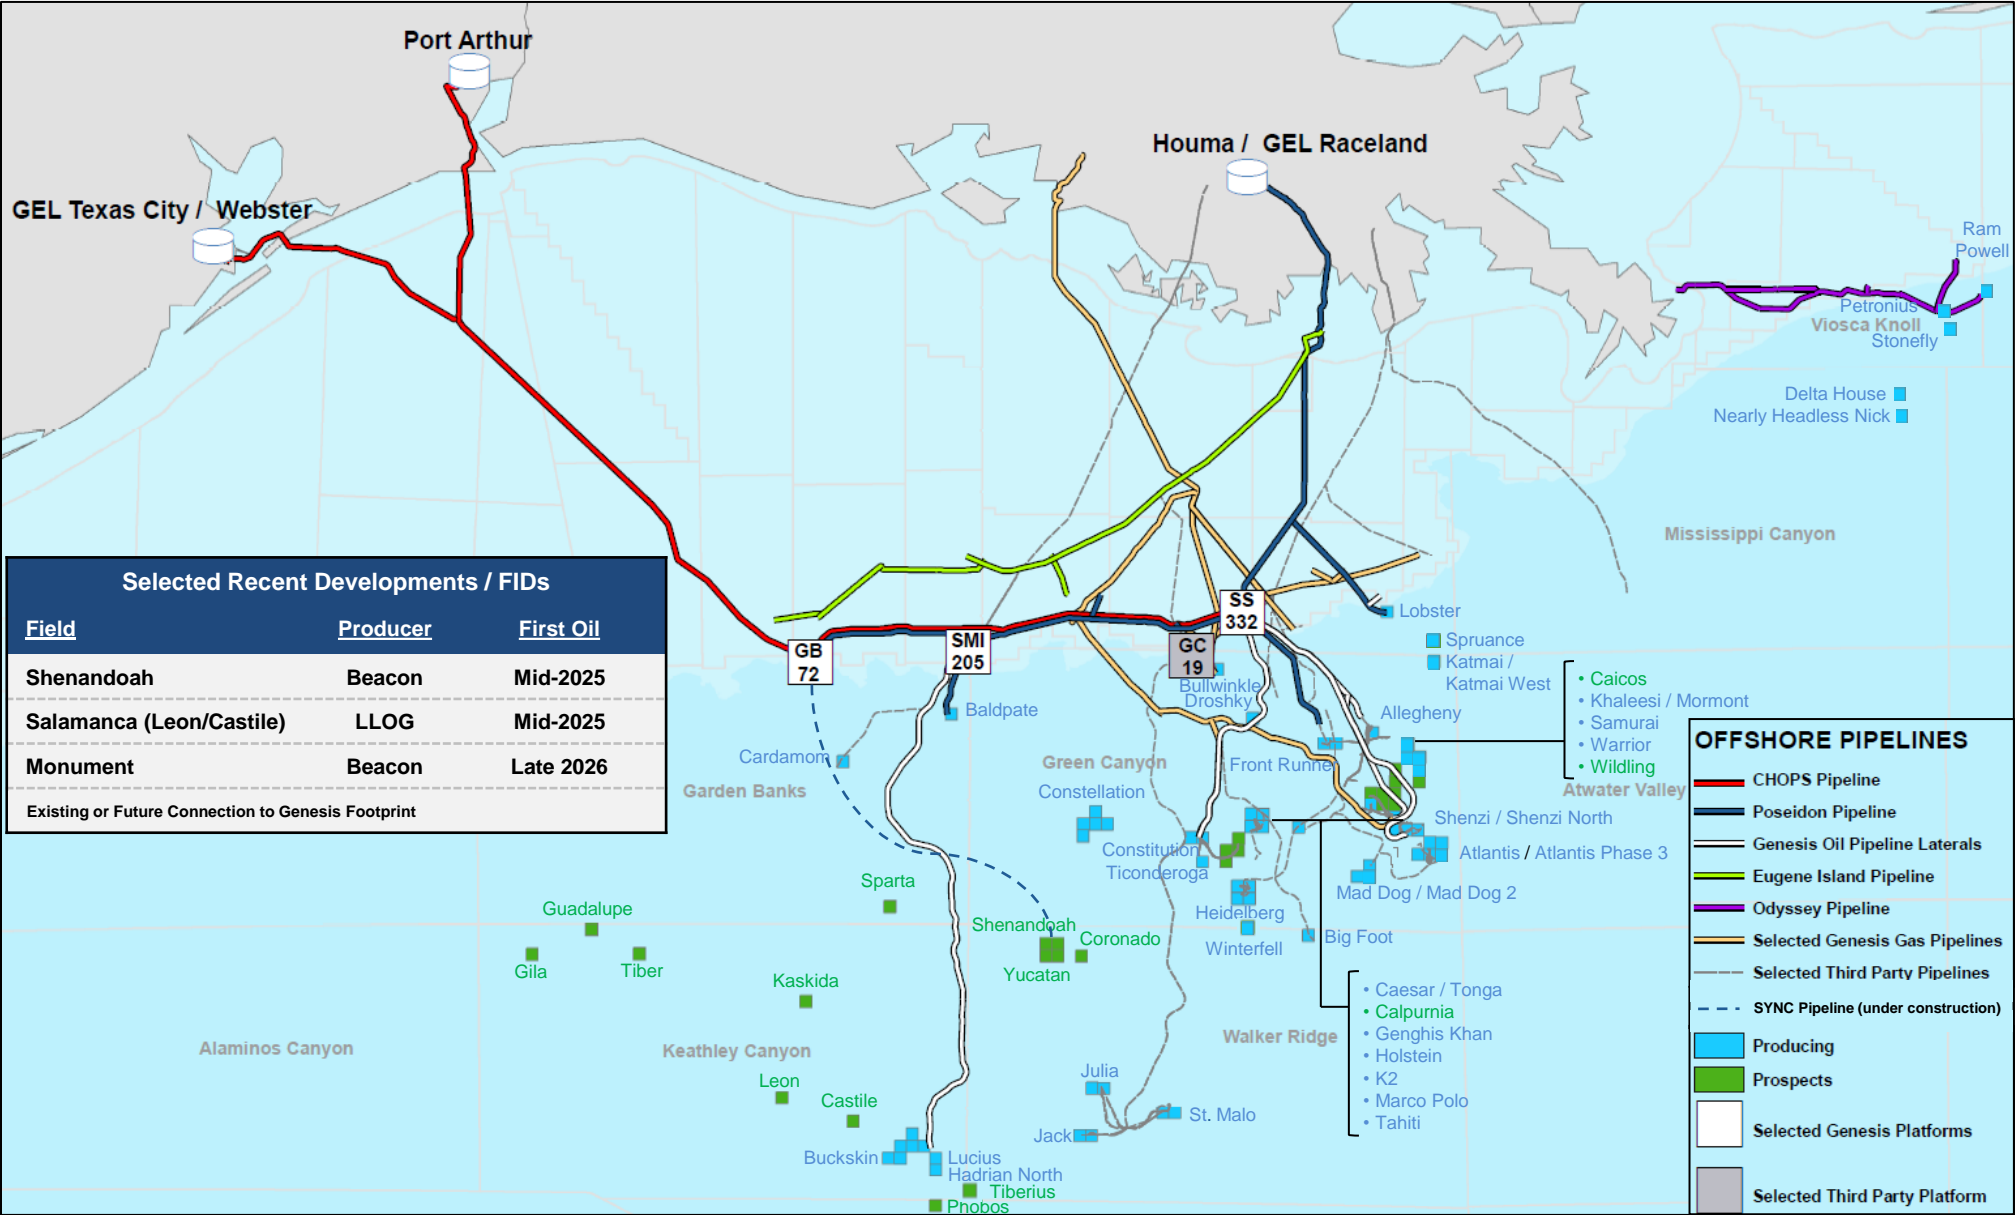 Port Arthur
Houma / GEL Raceland
GEL Texas City / Webster
Ram
Powell
Petronius
Viosca Knoll
Stonefly
Delta House
Nearly Headless Nick
Mississippi Canyon
Selected Recent Developments / FIDs
Field Producer First Oil
Shenandoah Beacon Mid-2025
Salamanca (Leon/Castile) LLOG Mid-2025
Monument Beacon Late 2026
Existing or Future Connection to Genesis Footprint
GB
72
SMI
205
GC
19
SS
332
Lobster
Spruance
Katmai /
Katmai West
Bullwinkle
Droshky
Baldpate
Cardamom
Garden Banks
Green Canyon
Constellation
Front Runner
Allegheny
• Caicos
• Khaleesi / Mormont
• Samurai
• Warrior
• Wildling
Atwater Valley
Shenzi / Shenzi North
Atlantis / Atlantis Phase 3
Mad Dog / Mad Dog 2
Constitution
Ticonderoga
Heidelberg
Winterfell
Big Foot
Sparta
Guadalupe
Gila
Tiber
Shenandoah
Coronado
Yucatan
Kaskida
Alaminos Canyon
Keathley Canyon
Walker Ridge
• Caesar / Tonga
• Calpurnia
• Genghis Khan
• Holstein
• K2
• Marco Polo
• Tahiti
Leon
Castile
Julia
St. Malo
Jack
Buckskin
Lucius
Hadrian North
Tiberius
Phobos
OFFSHORE PIPELINES
CHOPS Pipeline
Poseidon Pipeline
Genesis Oil Pipeline Laterals
Eugene Island Pipeline
Odyssey Pipeline
Selected Genesis Gas Pipelines
Selected Third Party Pipelines
SYNC Pipeline (under construction)
Producing
Prospects
Selected Genesis Platforms
Selected Third Party Platform